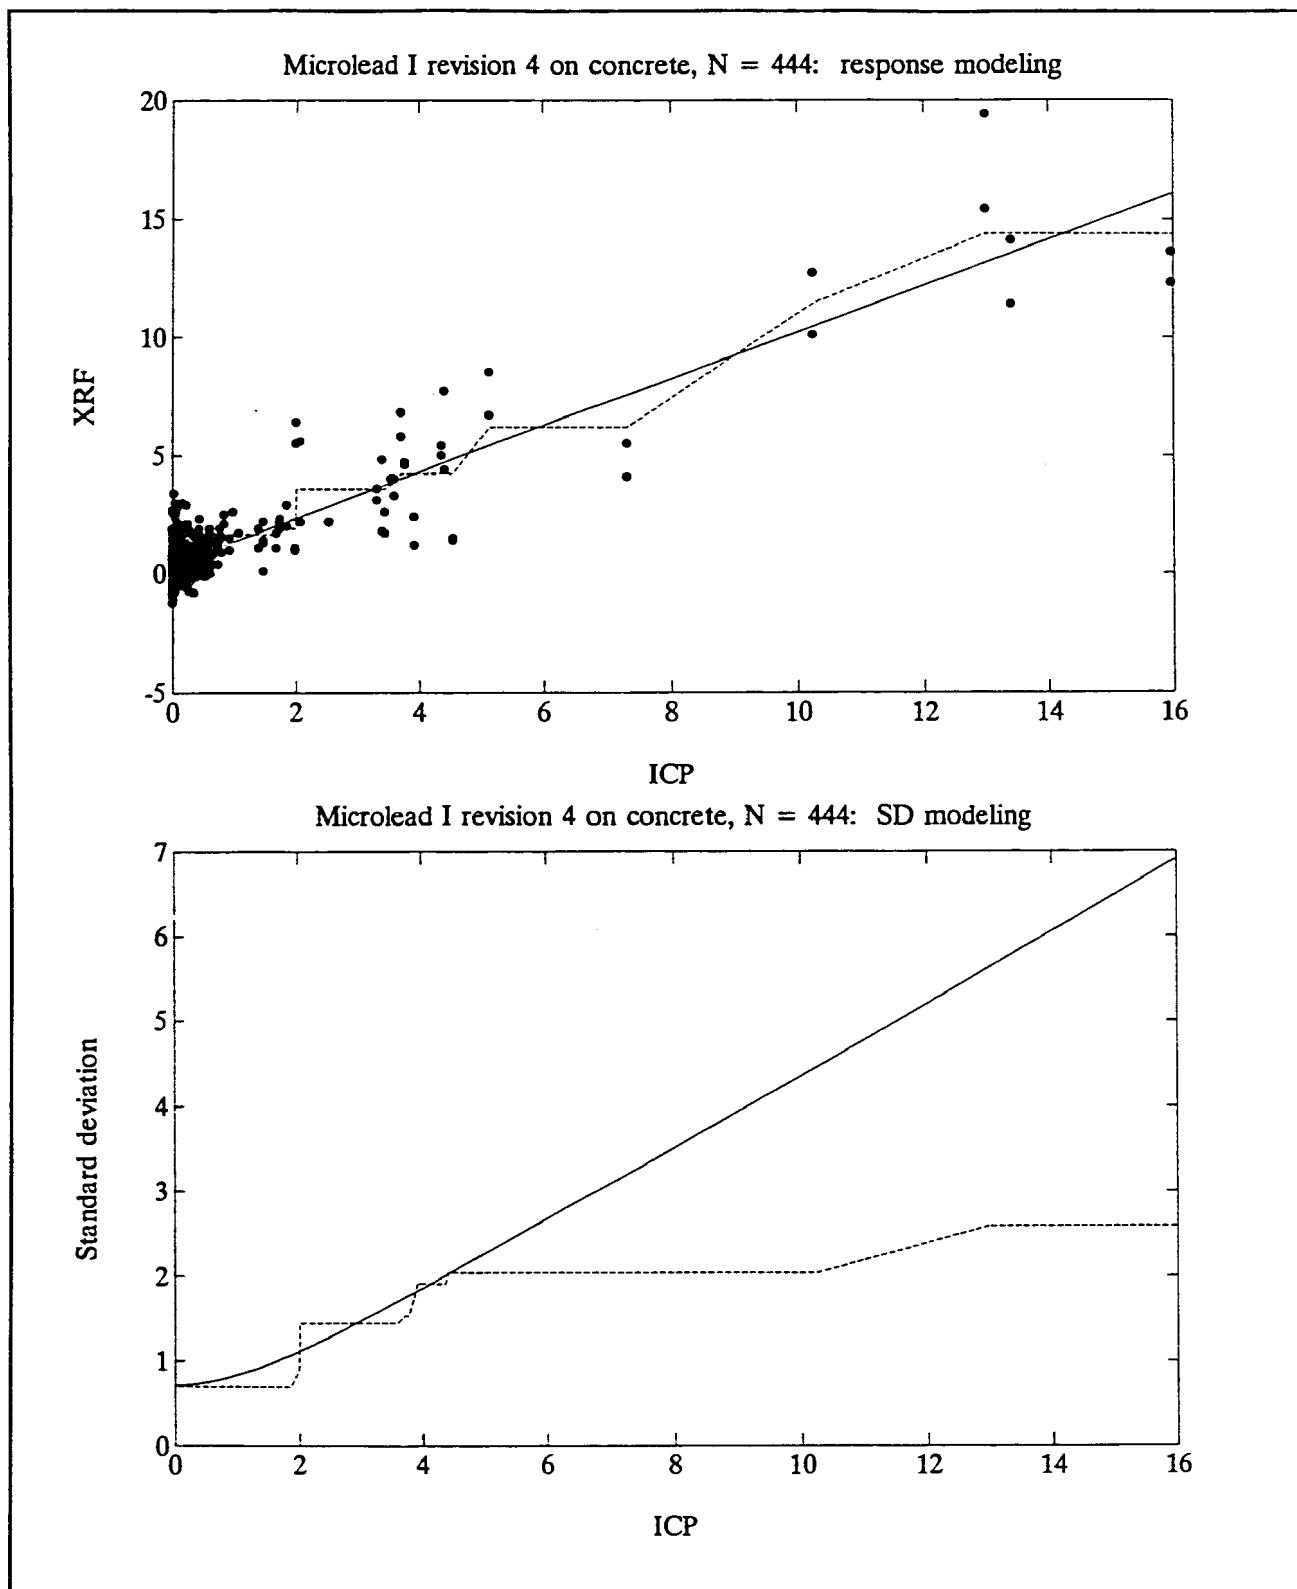 Microlead I revision 4 on concrete, N = 444: response modeling
20
15
10
5
0
-5
XRF
0 2 4 6 8 10 12 14 16
ICP
Microlead I revision 4 on concrete, N = 444: SD modeling
7
6
5
4
3
2
1
0
Standard deviation
0 2 4 6 8 10 12 14 16
ICP